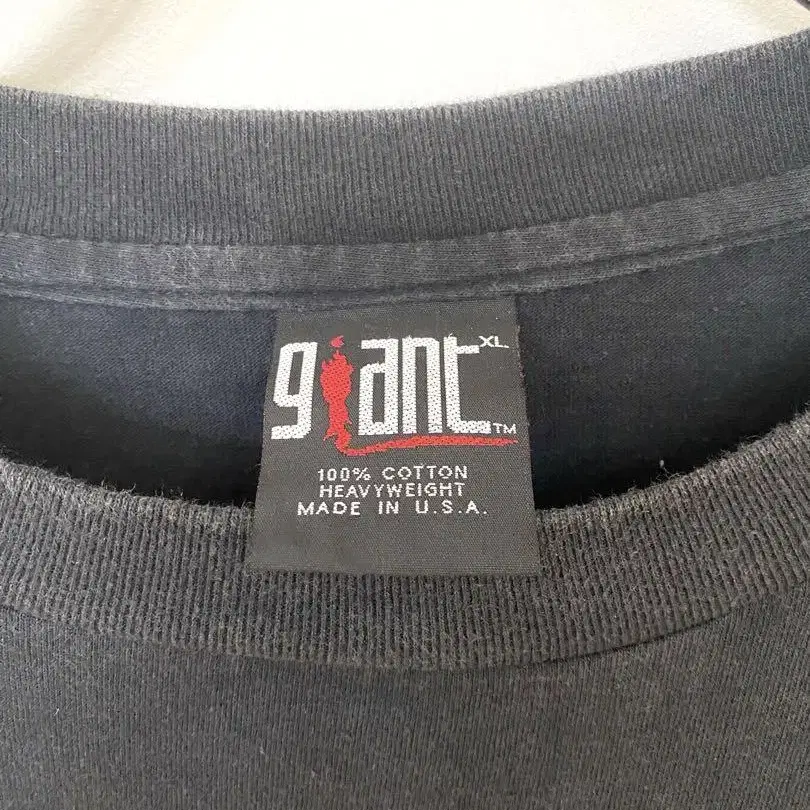 giant XL TM
100% COTTON
HEAVYWEIGHT
MADE IN U.S.A.